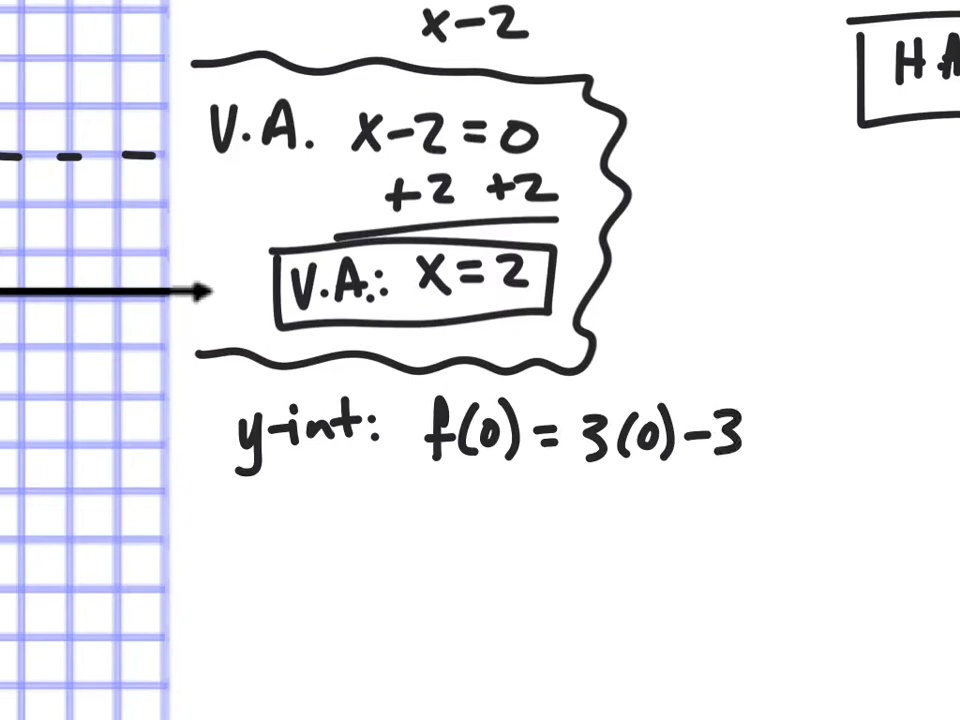 x-2
H A
V.A. x-2=0
+2 +2
V.A.: x=2
y-int: f(0) = 3(0)-3